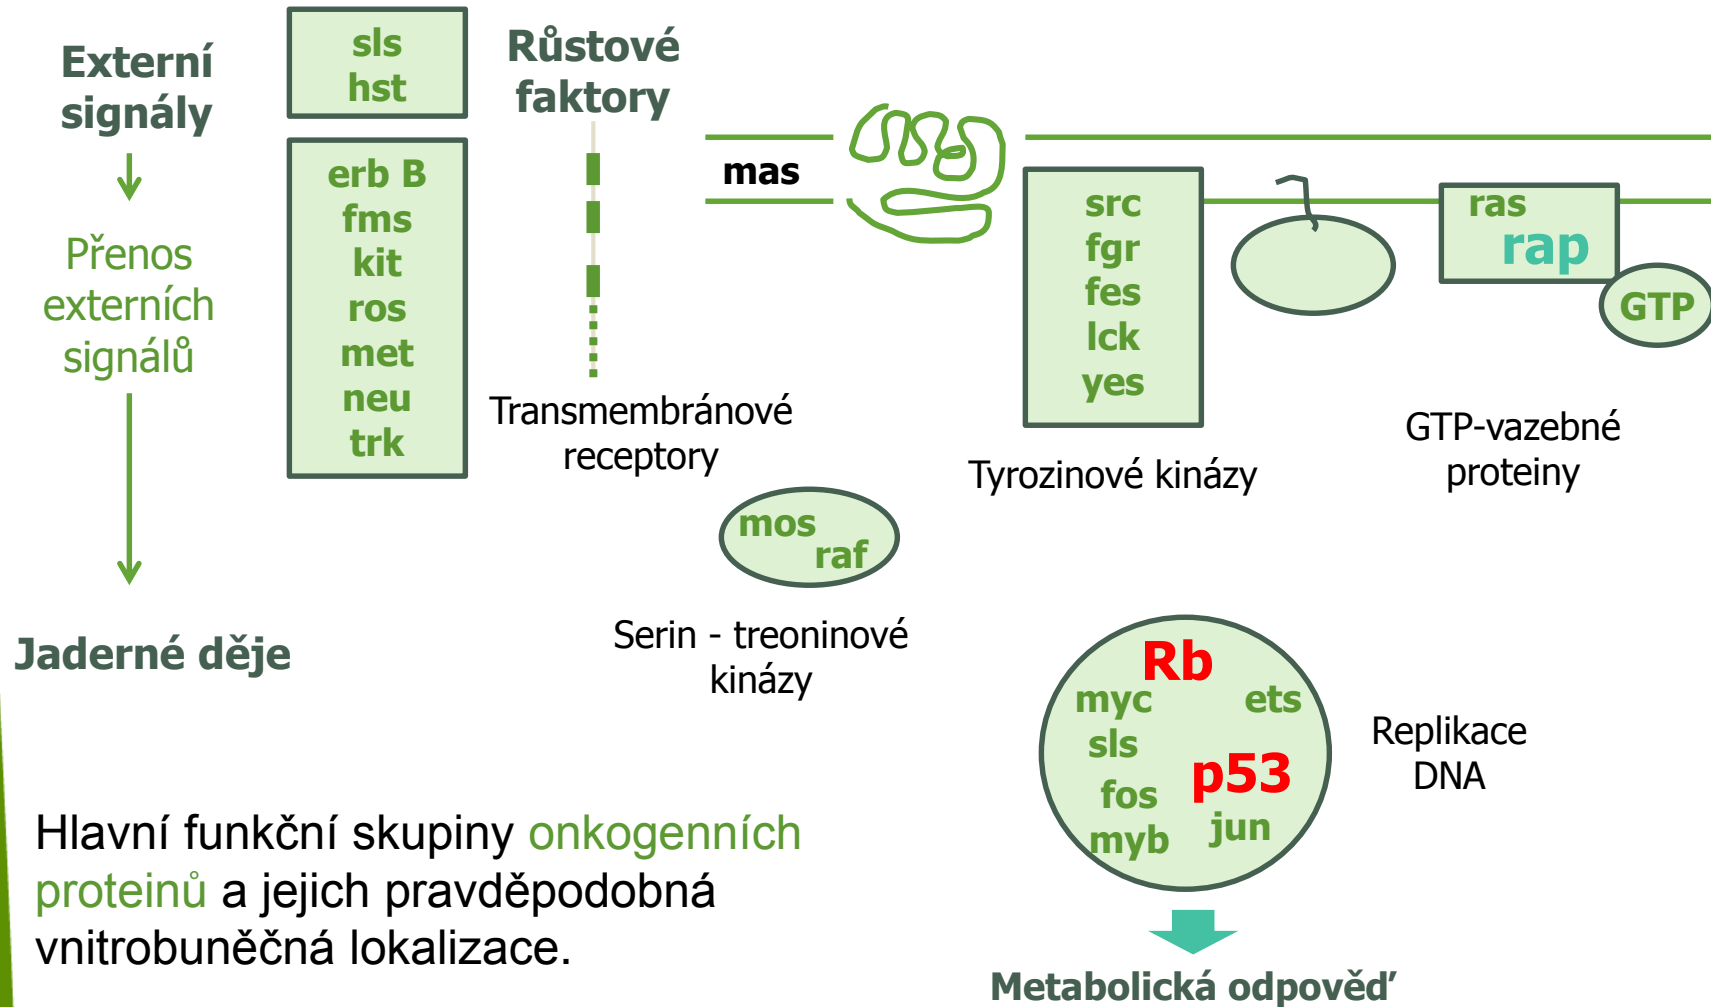 Externí
signály
sls
hst
Růstové
faktory
Přenos
externích
signálů
erb B
fms
kit
ros
met
neu
trk
Transmembránové
receptory
mas
src
fgr
fes
lck
yes
Tyrozinové kinázy
ras
rap
GTP
GTP-vazebné
proteiny
mos
raf
Serin - treoninové
kinázy
Jaderné děje
Rb
myc
ets
sls
p53
fos
jun
myb
Replikace
DNA
Metabolická odpověď
Hlavní funkční skupiny onkogenních
proteinů a jejich pravděpodobná
vnitrobuněčná lokalizace.